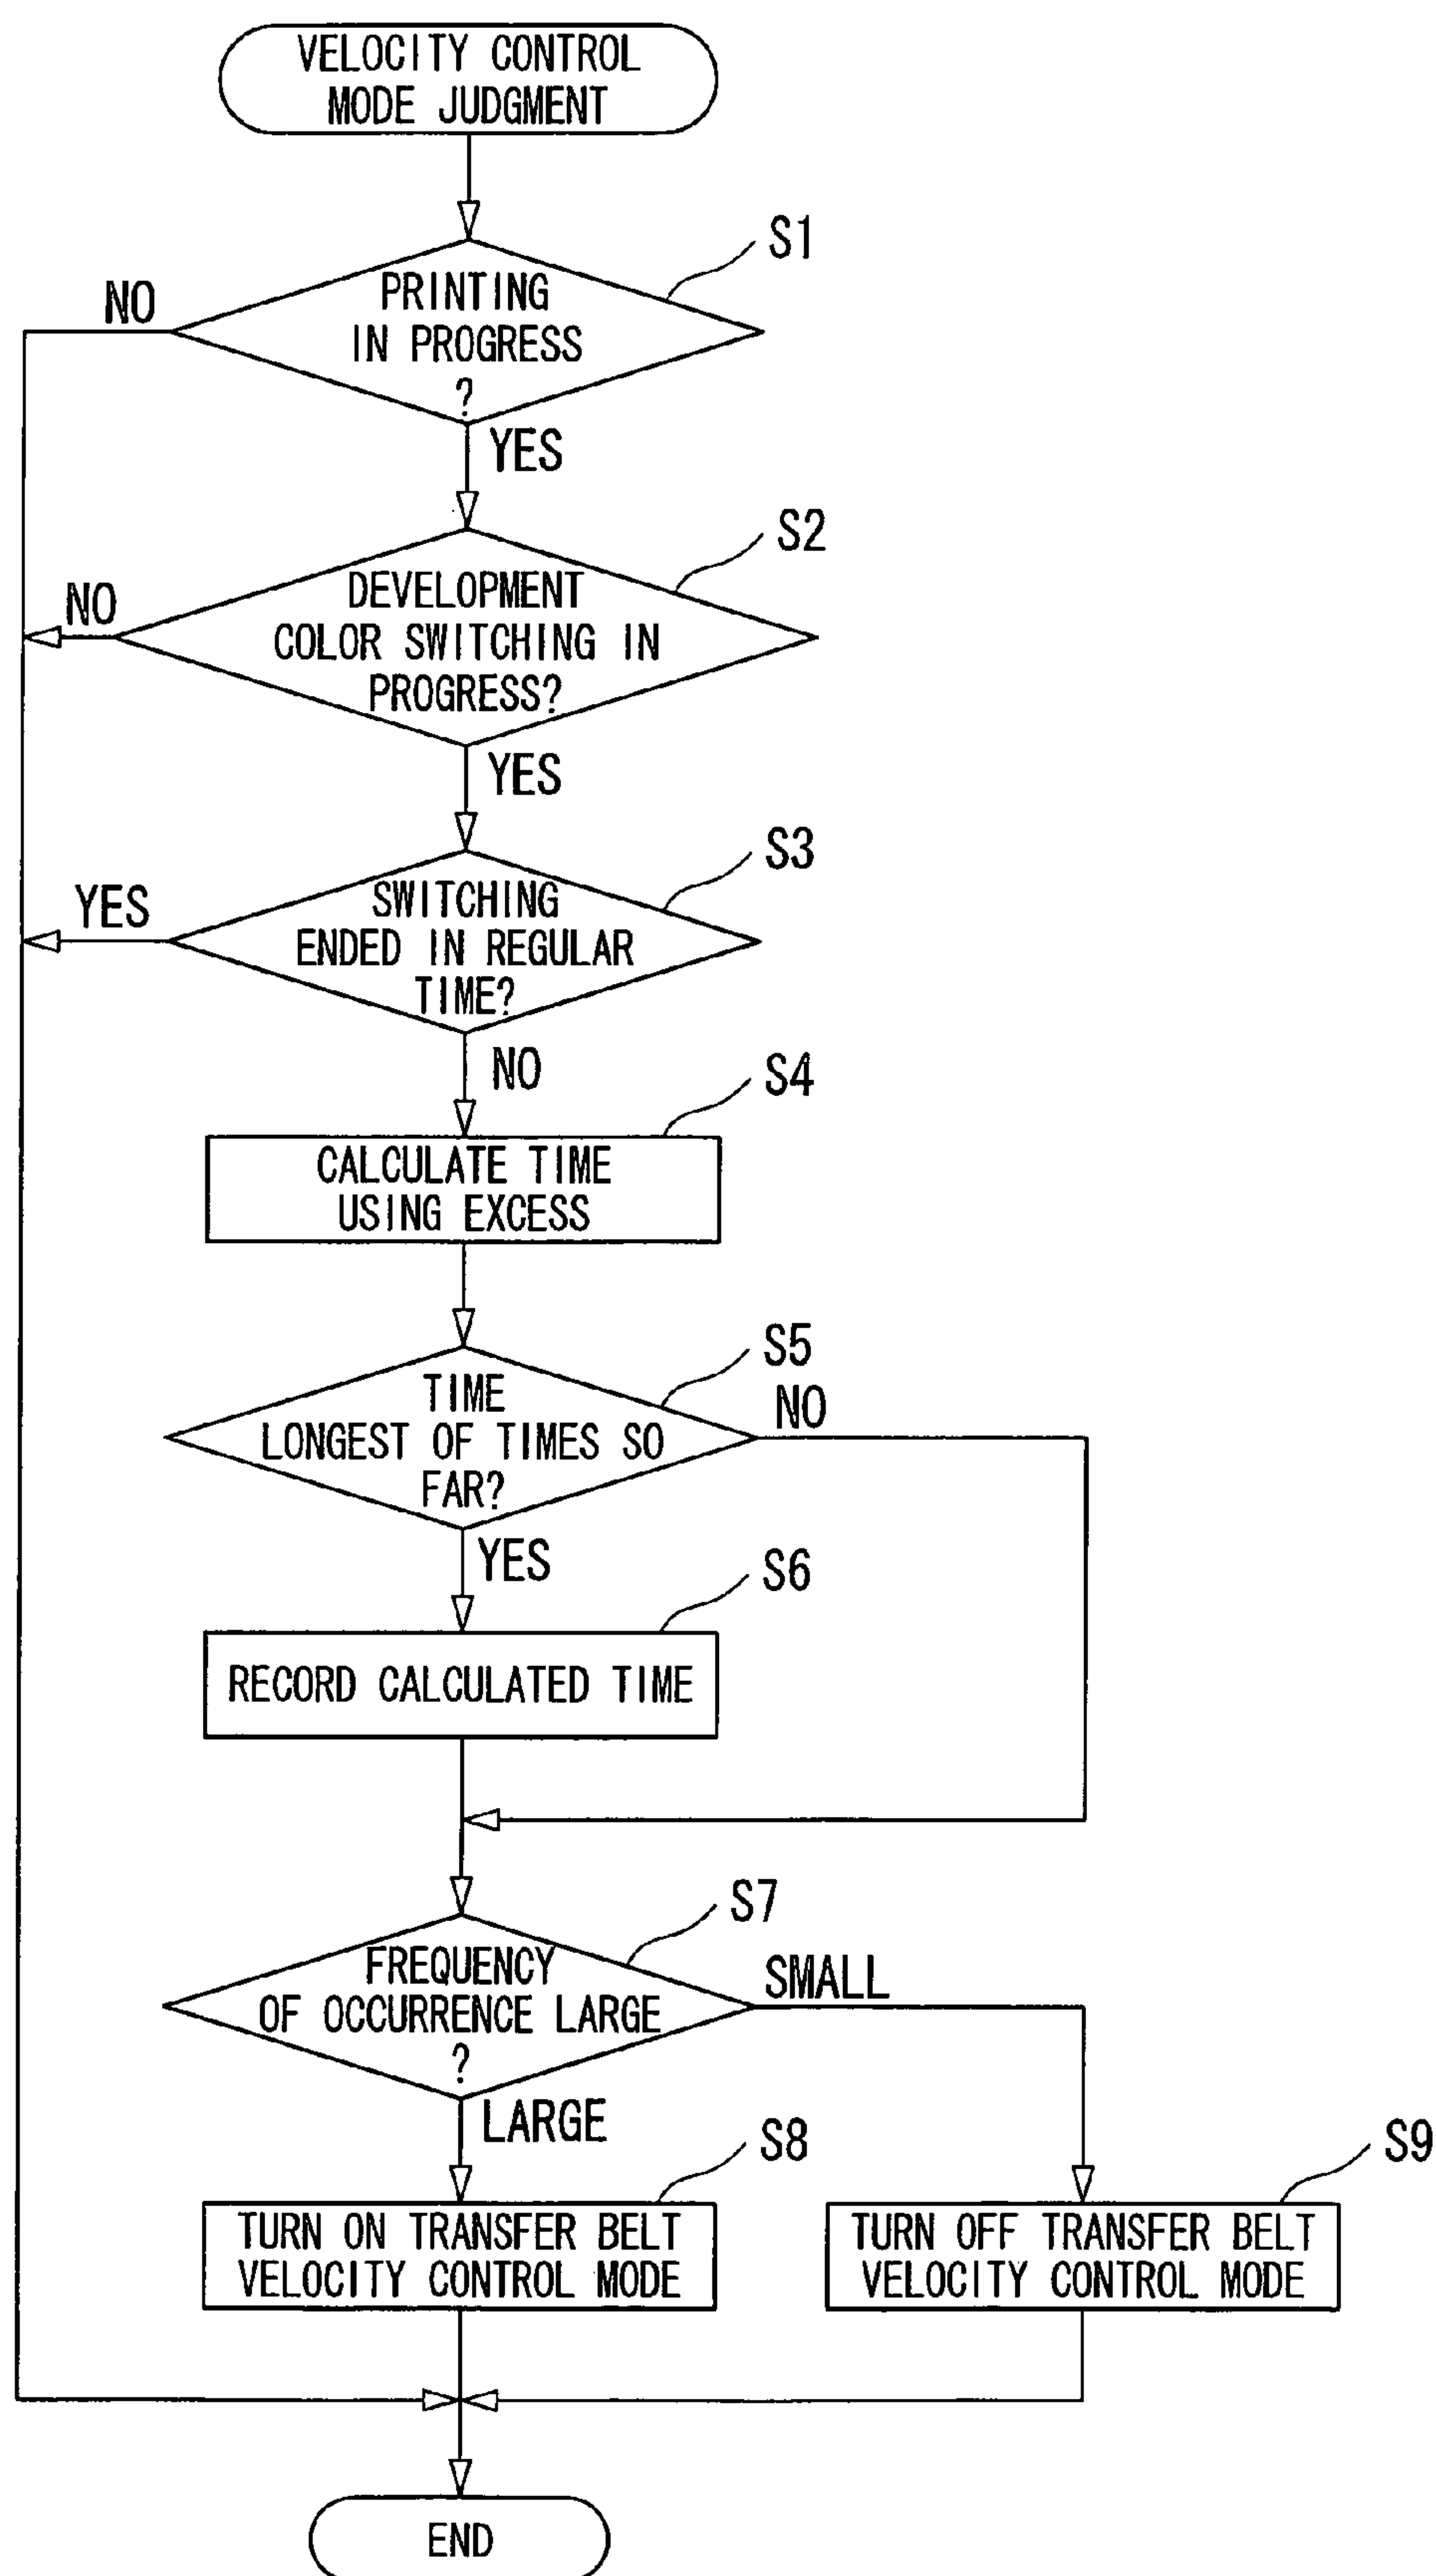 VELOCITY CONTROL
MODE JUDGMENT
S1
PRINTING
IN PROGRESS
?
NO
YES
S2
DEVELOPMENT
COLOR SWITCHING IN
PROGRESS?
NO
YES
S3
SWITCHING
ENDED IN REGULAR
TIME?
YES
NO
S4
CALCULATE TIME
USING EXCESS
S5
TIME
LONGEST OF TIMES SO
FAR?
NO
YES
S6
RECORD CALCULATED TIME
S7
FREQUENCY
OF OCCURRENCE LARGE
?
SMALL
LARGE
S8
TURN ON TRANSFER BELT
VELOCITY CONTROL MODE
S9
TURN OFF TRANSFER BELT
VELOCITY CONTROL MODE
END